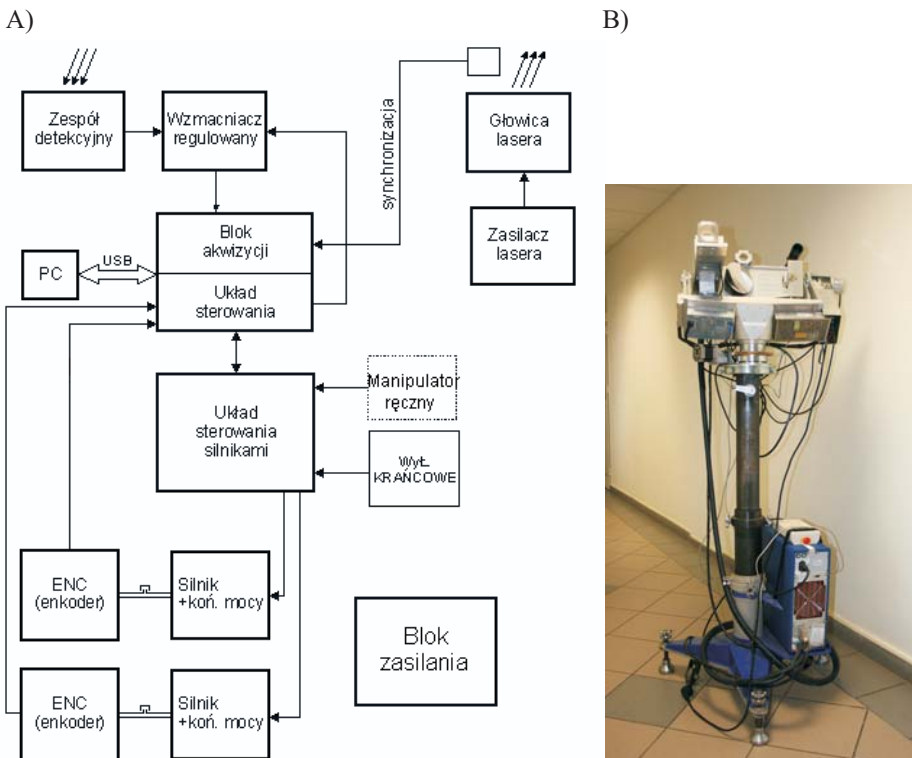 A)
B)
Zespół
detekcyjny
Wzmacniacz
regulowany
synchronizacja
Głowica
lasera
Zasilacz
lasera
Blok
akwizycji
PC
USB
Układ
sterowania
Układ
sterowania
silnikami
Manipulator
ręczny
WYŁ.
KRAŃCOWE
ENC
(enkoder)
Silnik
+koń. mocy
Blok
zasilania
ENC
(enkoder)
Silnik
+koń. mocy